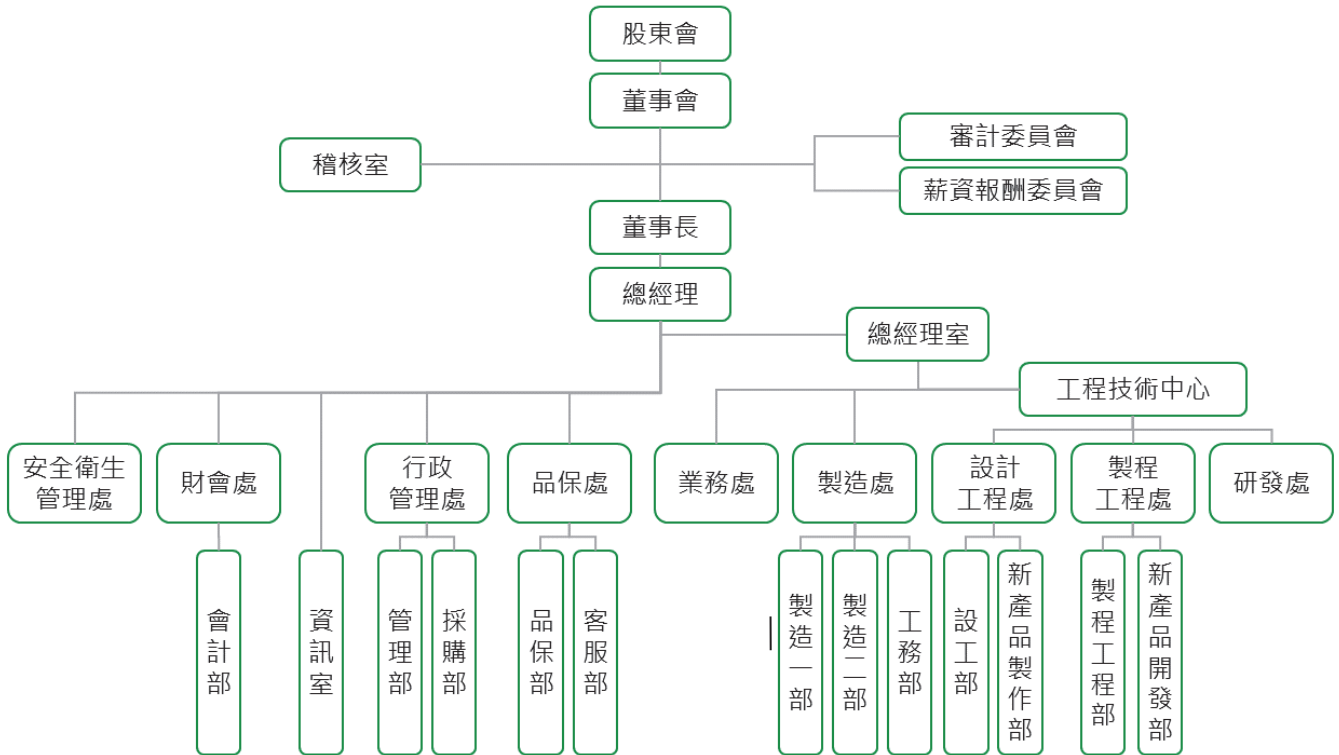 股東會
董事會
稽核室
審計委員會
薪資報酬委員會
董事長
總經理
總經理室
工程技術中心
安全衛生
管理處
財會處
行政
管理處
品保處
業務處
製造處
設計
工程處
製程
工程處
研發處
會計部
資訊室
管理部
採購部
品保部
客服部
製造一部
製造二部
工務部
設工部
新產品製作部
製程工程部
新產品開發部